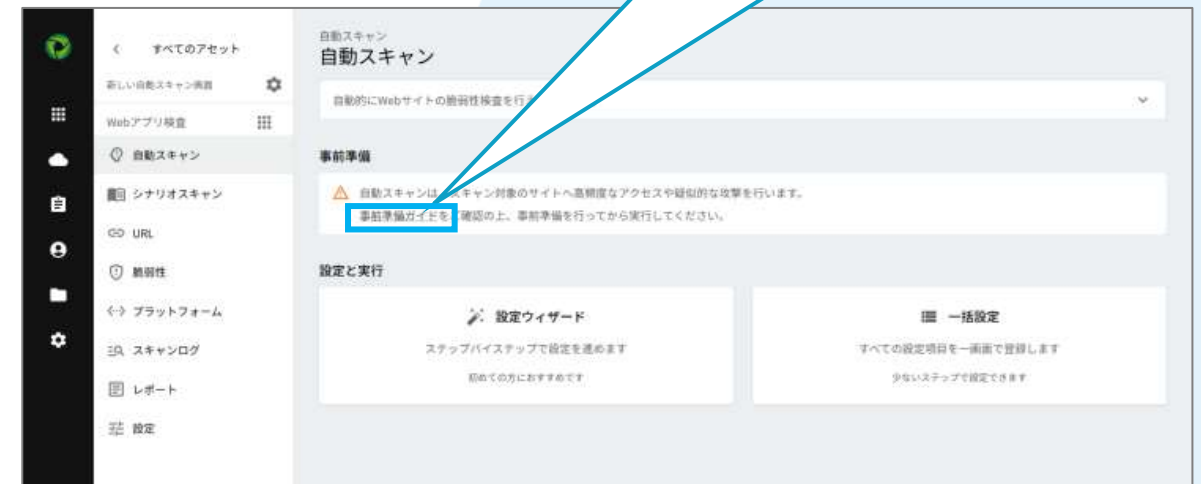 すべてのアセット
新しい自動スキャン画面
Webアプリ検査
自動スキャン
シナリオスキャン
URL
脆弱性
プラットフォーム
スキャンログ
レポート
設定
自動スキャン
自動スキャン
自動的にWebサイトの脆弱性検査を行
事前準備
自動スキャンは スキャン対象のサイトへ高頻度なアクセスや疑似的な攻撃を行います。
事前準備ガイドを 確認の上、事前準備を行ってから実行してください。
設定と実行
設定ウィザード
ステップバイステップで設定を進めます
初めての方におすすめです
一括設定
すべての設定項目を一画面で登録します
少ないステップで設定できます